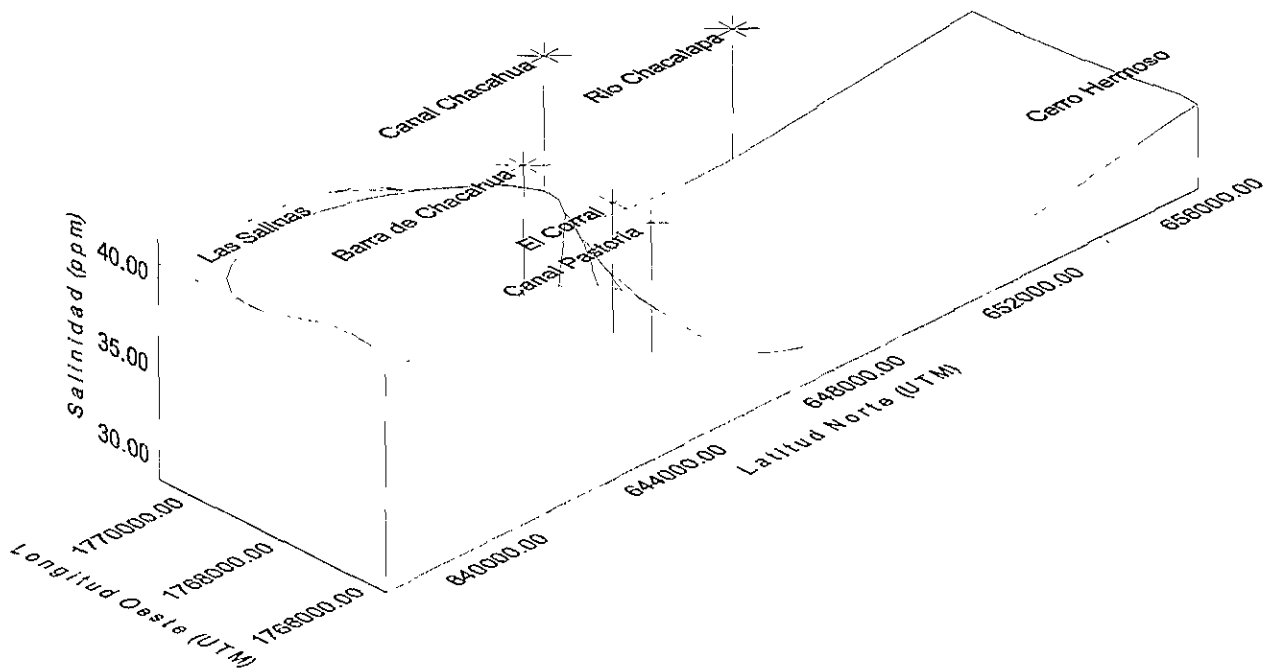 Canal Chacahua
Rio Chacalapa
Cerro Hermoso
Las Salinas
Barra de Chacahua
El Corral
Canal Pastoria
Salinidad (ppm)
40.00
35.00
30.00
1770000.00
1768000.00
1766000.00
Longitud Oeste (UTM)
640000.00
644000.00
648000.00
652000.00
658000.00
Latitud Norte (UTM)